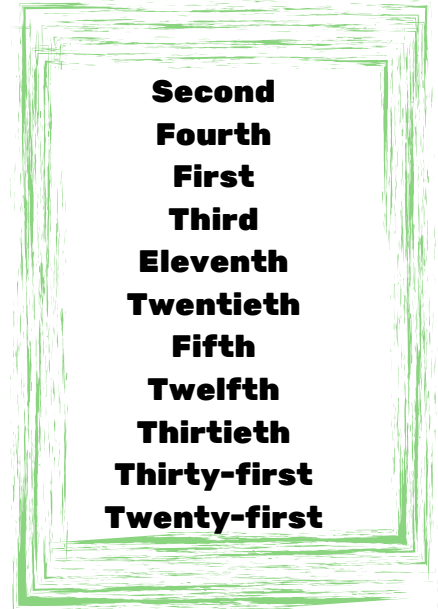 Second
Fourth
First
Third
Eleventh
Twentieth
Fifth
Twelfth
Thirtieth
Thirty-first
Twenty-first